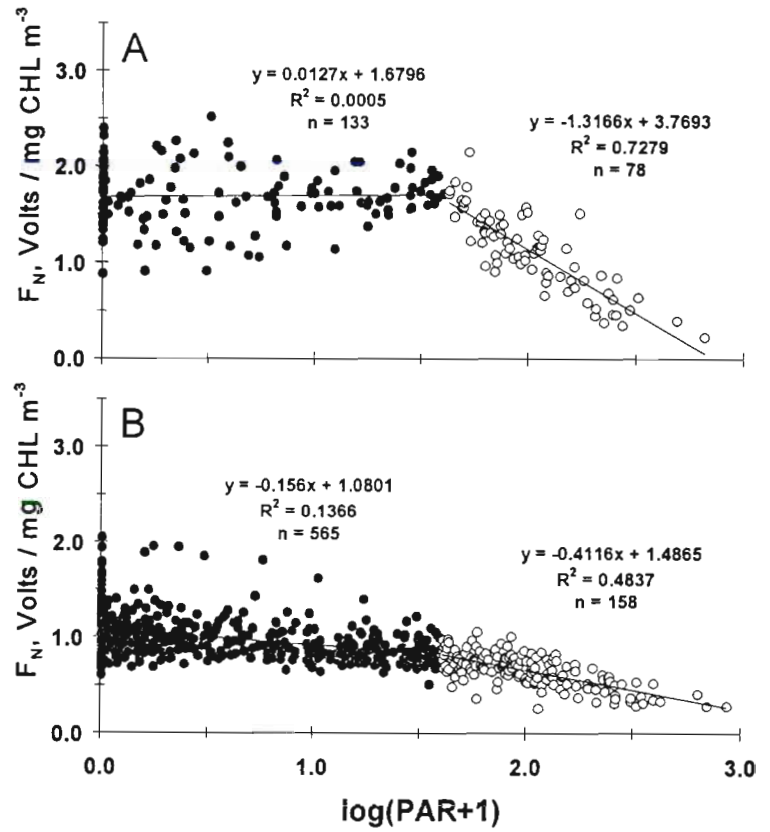 A
F_N, Volts / mg CHL m⁻³
3.0
2.0
1.0
0.0
y = 0.0127x + 1.6796
R² = 0.0005
n = 133
y = -1.3166x + 3.7693
R² = 0.7279
n = 78
B
F_N, Volts / mg CHL m⁻³
3.0
2.0
1.0
0.0
y = -0.156x + 1.0801
R² = 0.1366
n = 565
y = -0.4116x + 1.4865
R² = 0.4837
n = 158
0.0 1.0 2.0 3.0
log(PAR+1)